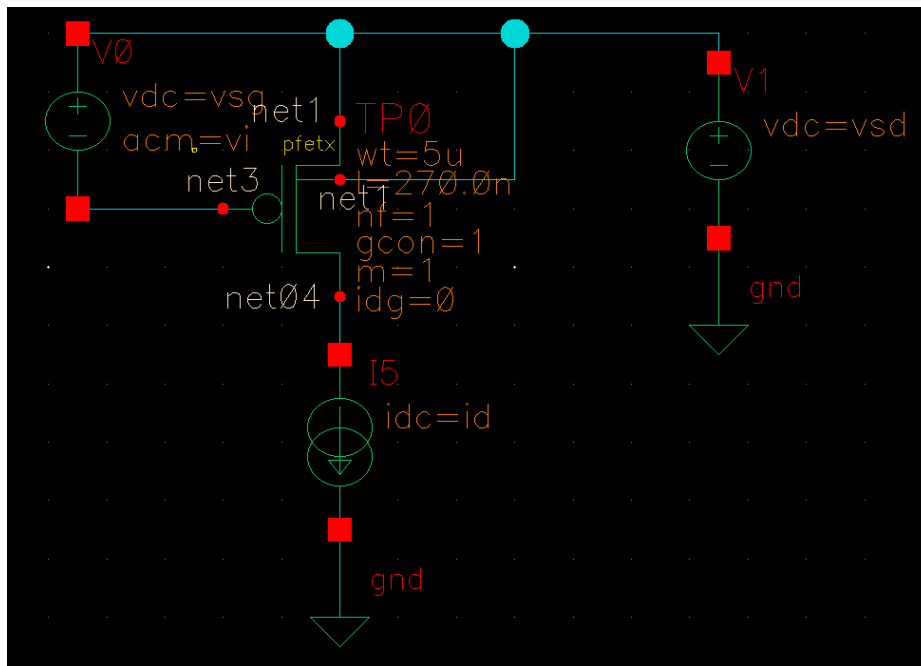 V0
vdc=vsg
acm=vi
net1
TP0
pfetx
wt=5u
net3
l=270.0n
net1
nf=1
gcon=1
m=1
net04
idg=0
I5
idc=id
gnd
V1
vdc=vsd
gnd